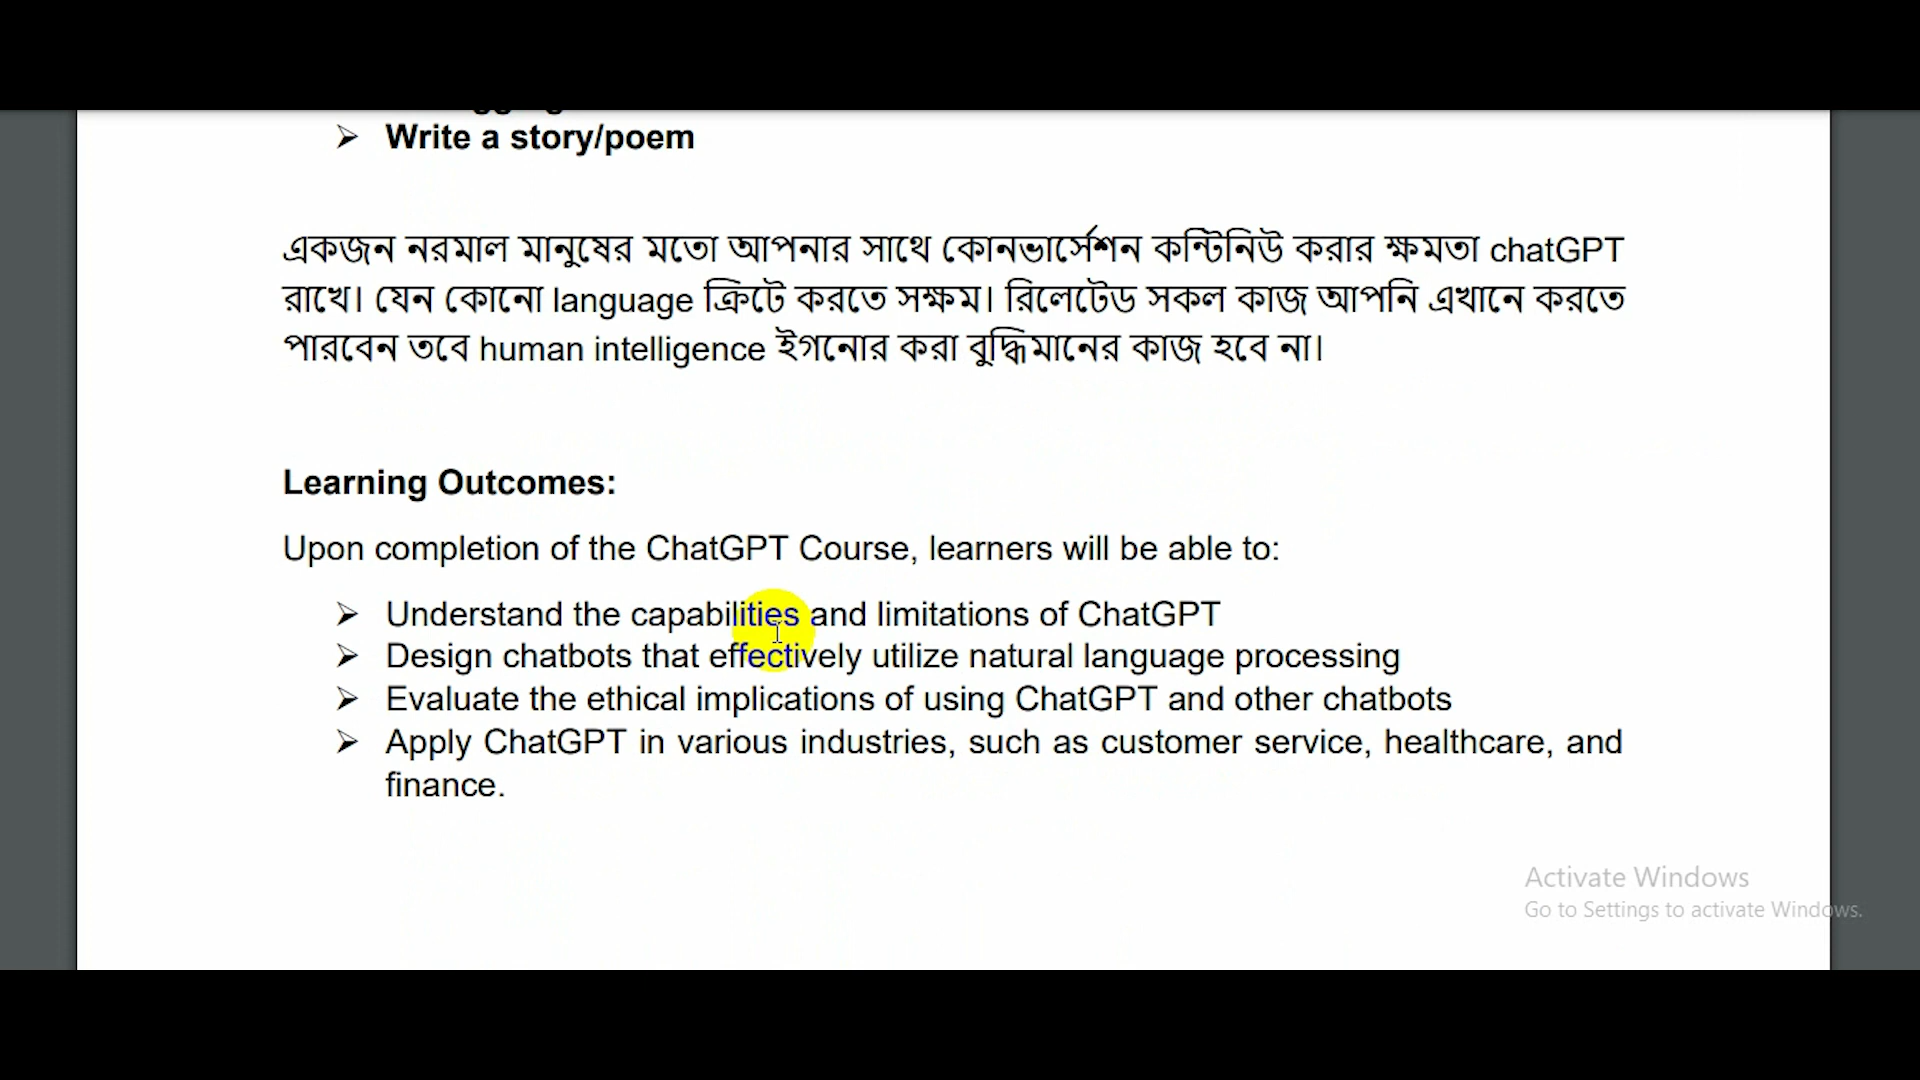 ➢ Write a story/poem
একজন নরমাল মানুষের মতো আপনার সাথে কোনভার্সেশন কন্টিনিউ করার ক্ষমতা chatGPT
রাখে। যেন কোনো language ক্রিটে করতে সক্ষম। রিলেটেড সকল কাজ আপনি এখানে করতে
পারবেন তবে human intelligence ইগনোর করা বুদ্ধিমানের কাজ হবে না।
Learning Outcomes:
Upon completion of the ChatGPT Course, learners will be able to:
➢ Understand the capabilities and limitations of ChatGPT
➢ Design chatbots that effectively utilize natural language processing
➢ Evaluate the ethical implications of using ChatGPT and other chatbots
➢ Apply ChatGPT in various industries, such as customer service, healthcare, and
finance.
Activate Windows
Go to Settings to activate Windows.